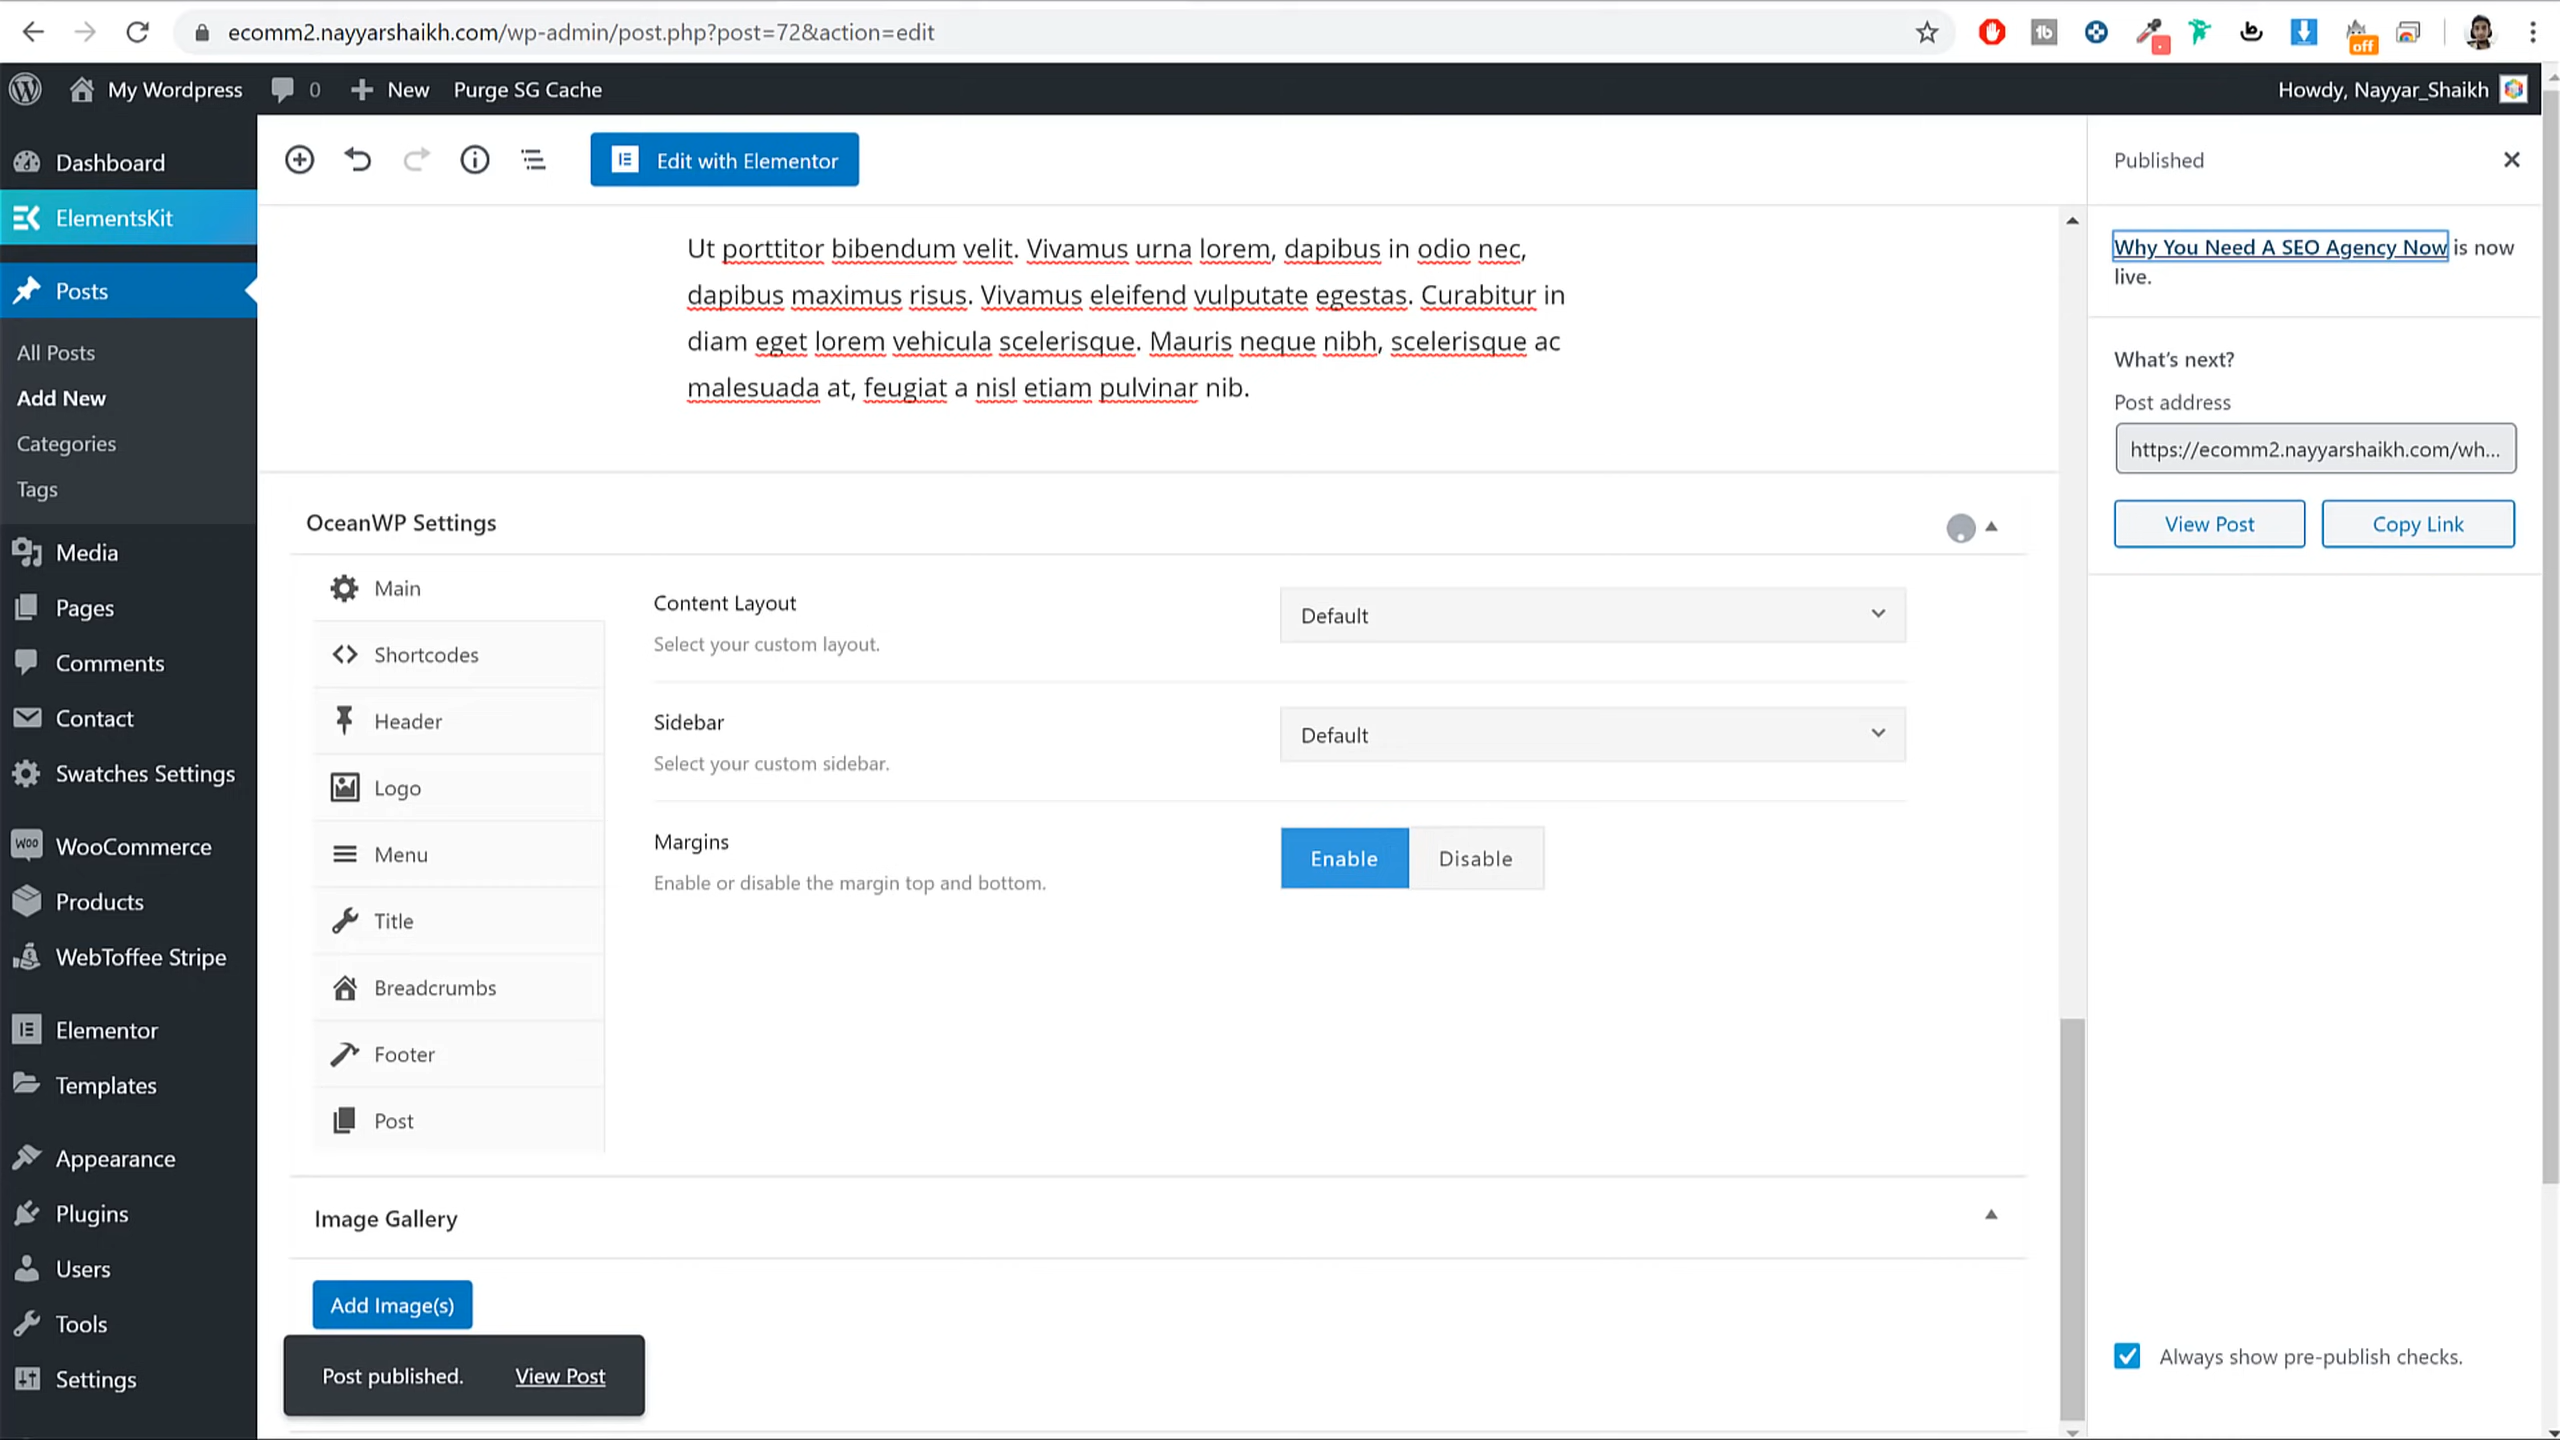 ecomm2.nayyarshaikh.com/wp-admin/post.php?post=72&action=edit
off
My Wordpress 0 New Purge SG Cache
Howdy, Nayyar_Shaikh
Dashboard
ElementsKit
Posts
All Posts
Add New
Categories
Tags
Media
Pages
Comments
Contact
Swatches Settings
WooCommerce
Products
WebToffee Stripe
Elementor
Templates
Appearance
Plugins
Users
Tools
Settings
Edit with Elementor
Ut porttitor bibendum velit. Vivamus urna lorem, dapibus in odio nec,
dapibus maximus risus. Vivamus eleifend vulputate egestas. Curabitur in
diam eget lorem vehicula scelerisque. Mauris neque nibh, scelerisque ac
malesuada at, feugiat a nisl etiam pulvinar nib.
OceanWP Settings
Main
Shortcodes
Header
Logo
Menu
Title
Breadcrumbs
Footer
Post
Content Layout
Select your custom layout.
Default
Sidebar
Select your custom sidebar.
Default
Margins
Enable or disable the margin top and bottom.
Enable Disable
Image Gallery
Add Image(s)
Post published. View Post
Published
Why You Need A SEO Agency Now is now
live.
What's next?
Post address
https://ecomm2.nayyarshaikh.com/wh...
View Post Copy Link
Always show pre-publish checks.